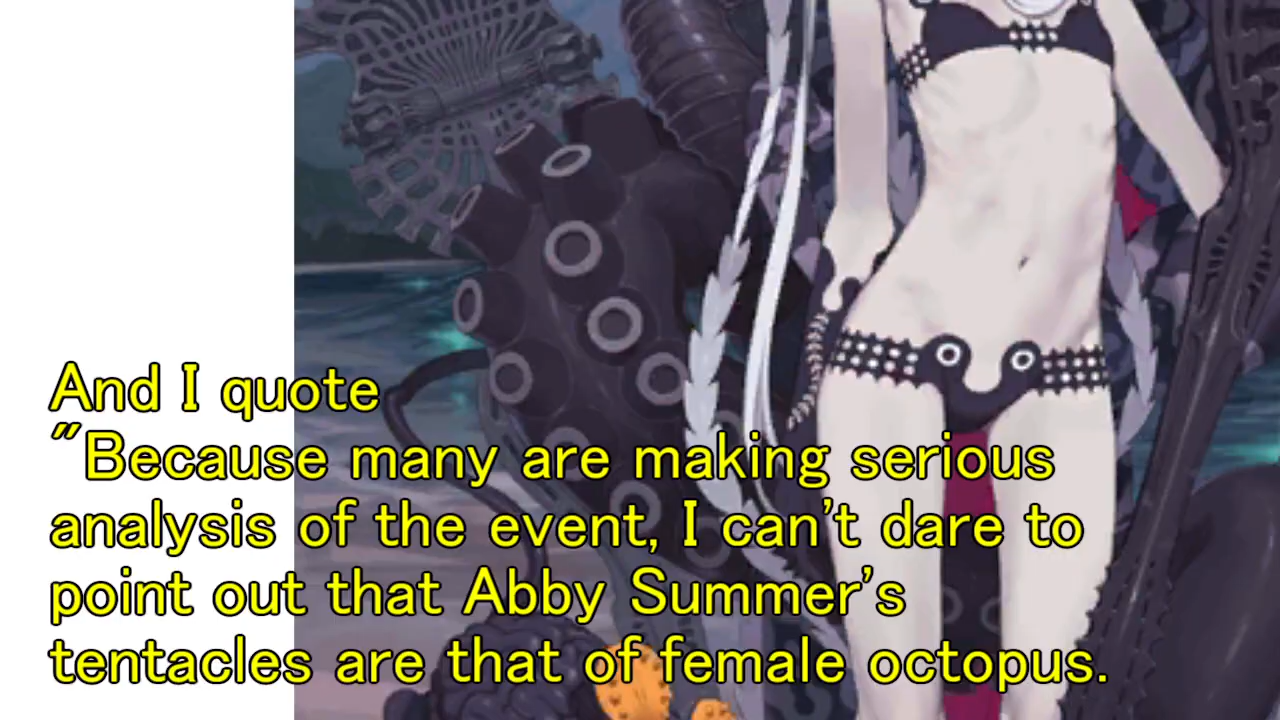 And I quote
"Because many are making serious
analysis of the event, I can't dare to
point out that Abby Summer's
tentacles are that of female octopus.